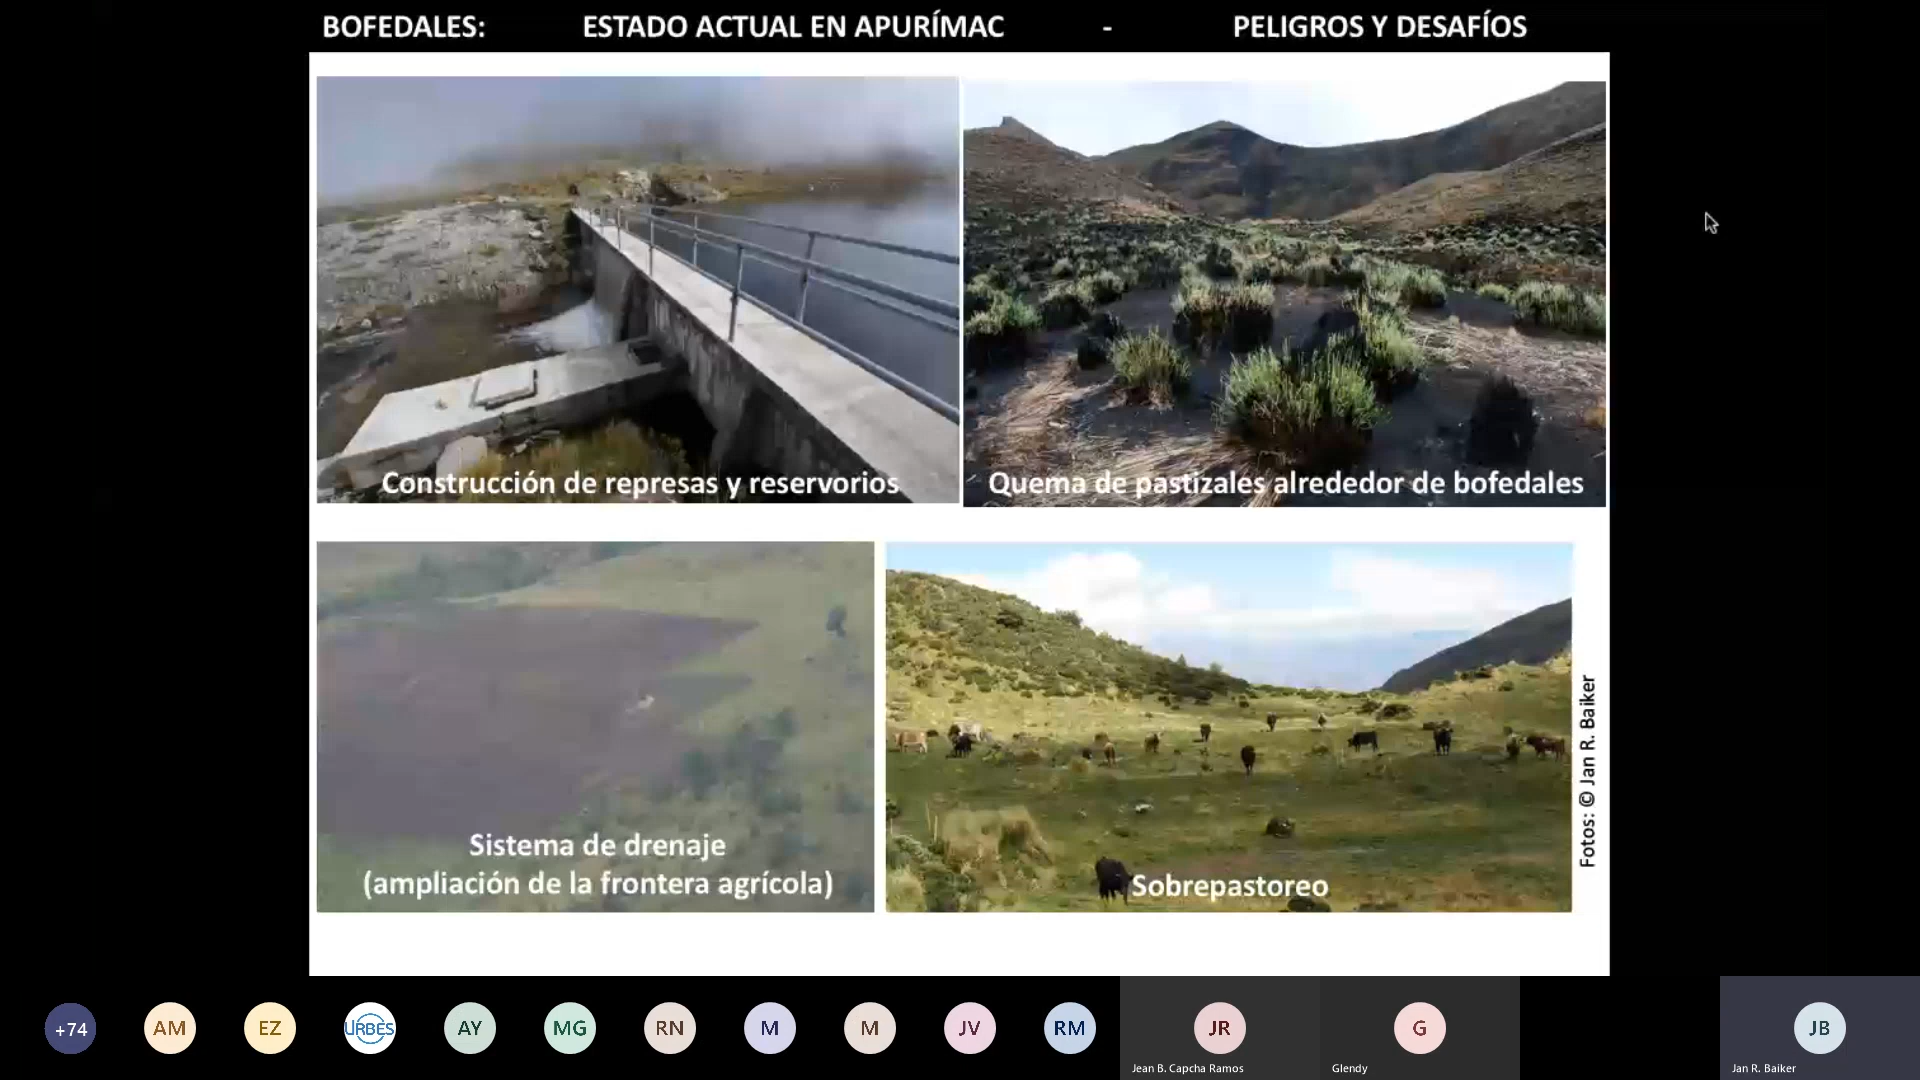 BOFEDALES: ESTADO ACTUAL EN APURÍMAC - PELIGROS Y DESAFÍOS
Construcción de represas y reservorios
Quema de pastizales alrededor de bofedales
Sistema de drenaje
(ampliación de la frontera agrícola)
Sobrepastoreo
Fotos: © Jan R. Baiker
+74
AM
EZ
URBES
AY
MG
RN
M
M
JV
RM
JR
Jean B. Capcha Ramos
G
Glendy
JB
Jan R. Baiker